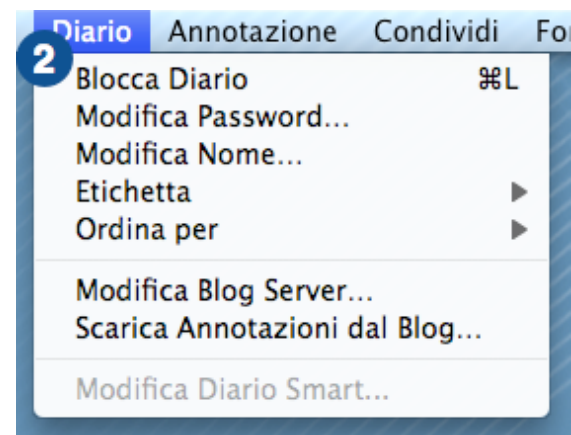 Diario Annotazione Condividi Fo
2
Blocca Diario ⌘L
Modifica Password...
Modifica Nome...
Etichetta ▶
Ordina per ▶
Modifica Blog Server...
Scarica Annotazioni dal Blog...
Modifica Diario Smart...